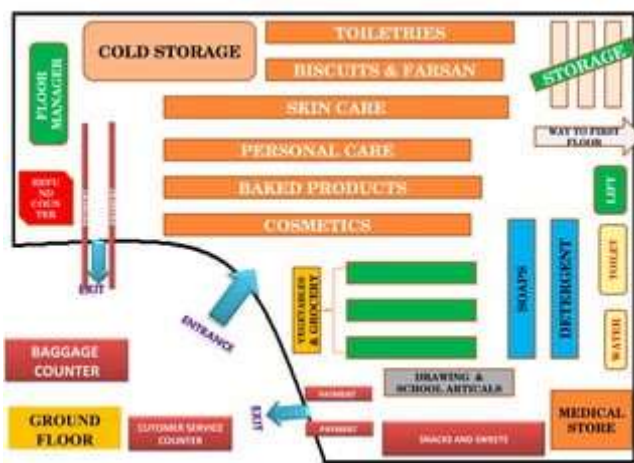 TOILETRIES
COLD STORAGE
BISCUITS & FARSAN
STORAGE
FLOOR
MANAGER
SKIN CARE
WAY TO FIRST
FLOOR
PERSONAL CARE
REFU
ND
COUN
TER
BAKED PRODUCTS
LIFT
COSMETICS
SOAPS
DETERGENT
TOILET
EXIT
ENTRANCE
VEGETABLES
& GROCERY
WATER
BAGGAGE
COUNTER
DRAWING &
SCHOOL ARTICALS
PAYMENT
EXIT
GROUND
FLOOR
CUTOMER SERVICE
COUNTER
PAYMENT
SNACKS AND SWEETS
MEDICAL
STORE